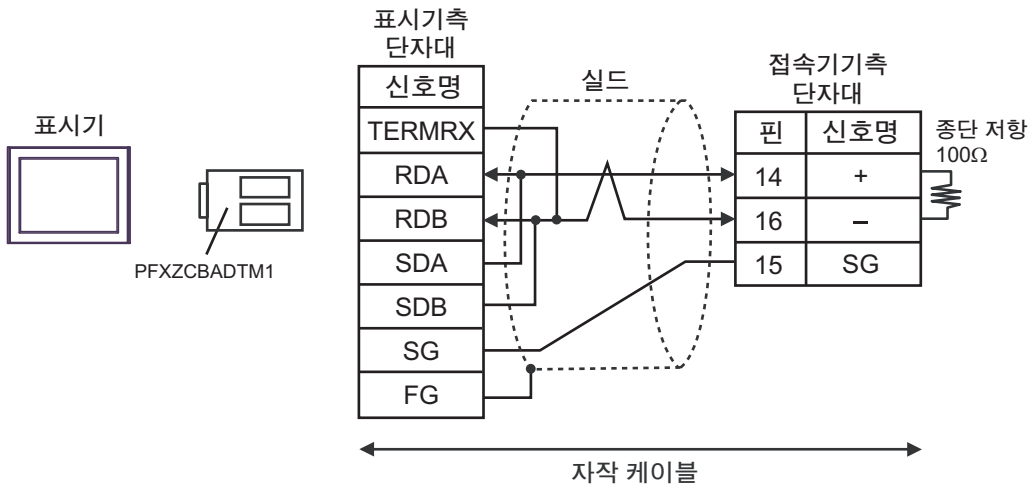 표시기
PFXZCBADTM1
표시기측
단자대
신호명
TERMRX
RDA
RDB
SDA
SDB
SG
FG
실드
접속기기측
단자대
핀 신호명
14 +
16 –
15 SG
종단 저항
100Ω
자작 케이블